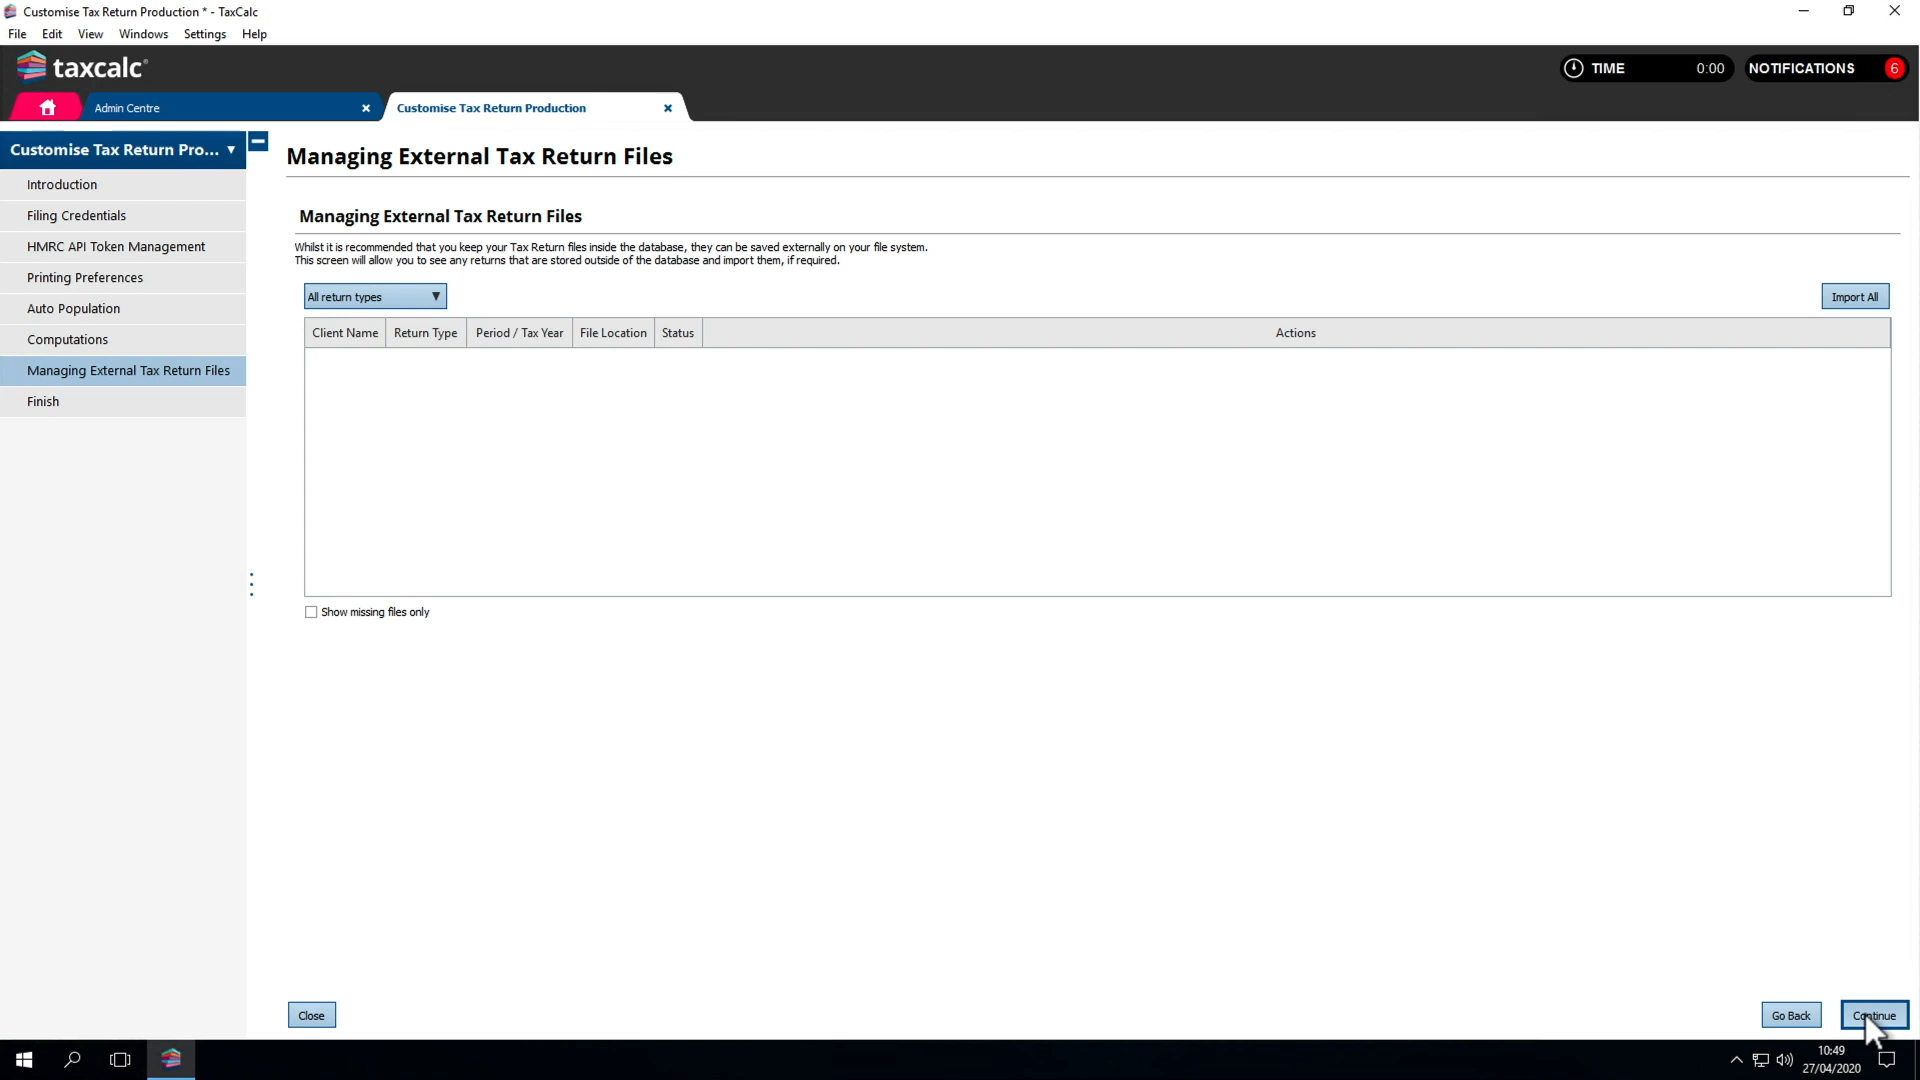 Customise Tax Return Production * - TaxCalc
File Edit View Windows Settings Help
taxcalc
TIME 0:00 NOTIFICATIONS 6
Admin Centre
Customise Tax Return Production
Customise Tax Return Pro...
Introduction
Filing Credentials
HMRC API Token Management
Printing Preferences
Auto Population
Computations
Managing External Tax Return Files
Finish
Managing External Tax Return Files
Managing External Tax Return Files
Whilst it is recommended that you keep your Tax Return files inside the database, they can be saved externally on your file system.
This screen will allow you to see any returns that are stored outside of the database and import them, if required.
All return types
Import All
Client Name Return Type Period / Tax Year File Location Status Actions
Show missing files only
Close
Go Back
Continue
10:49
27/04/2020